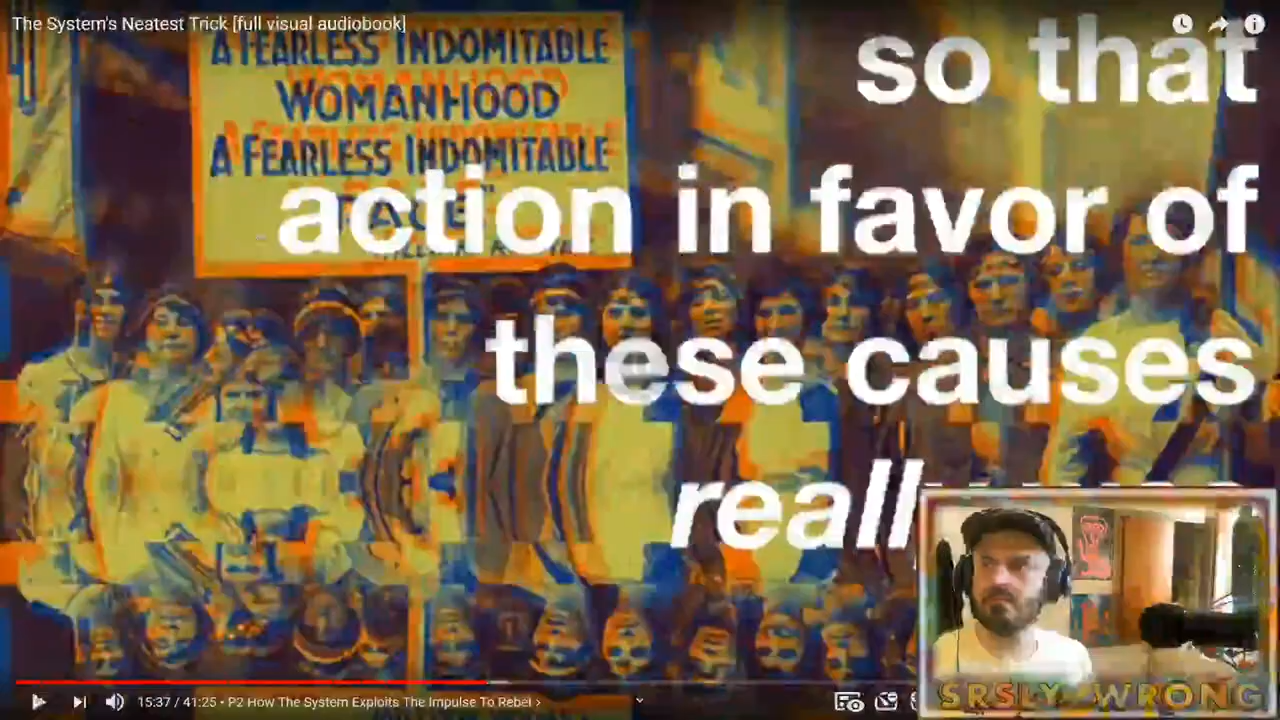 The System's Neatest Trick [full visual audiobook]
A FEARLESS INDOMITABLE
WOMANHOOD
A FEARLESS INDOMITABLE
RACE"
so that
action in favor of
these causes
reall
15:37 / 41:25 • P2 How The System Exploits The Impulse To Rebel ›
SRSLY WRONG